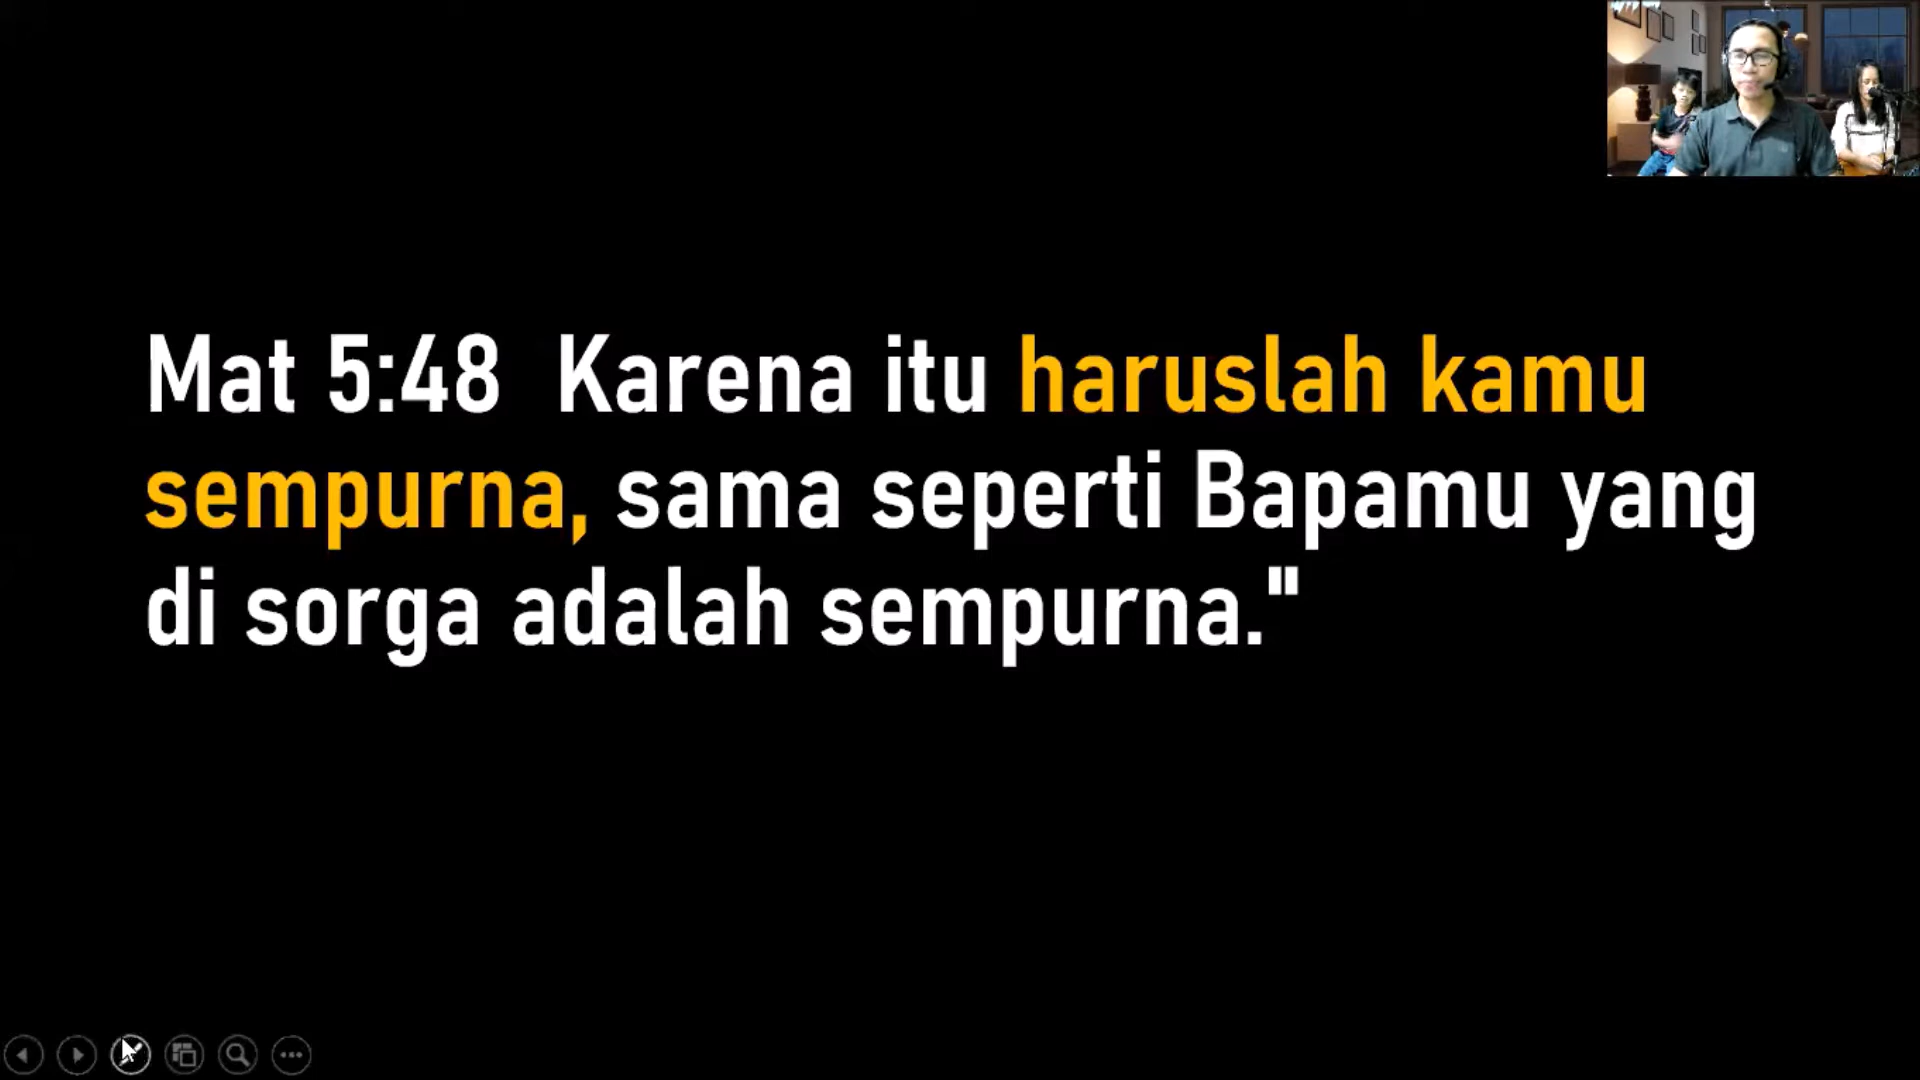 Mat 5:48  Karena itu haruslah kamu
sempurna, sama seperti Bapamu yang
di sorga adalah sempurna."